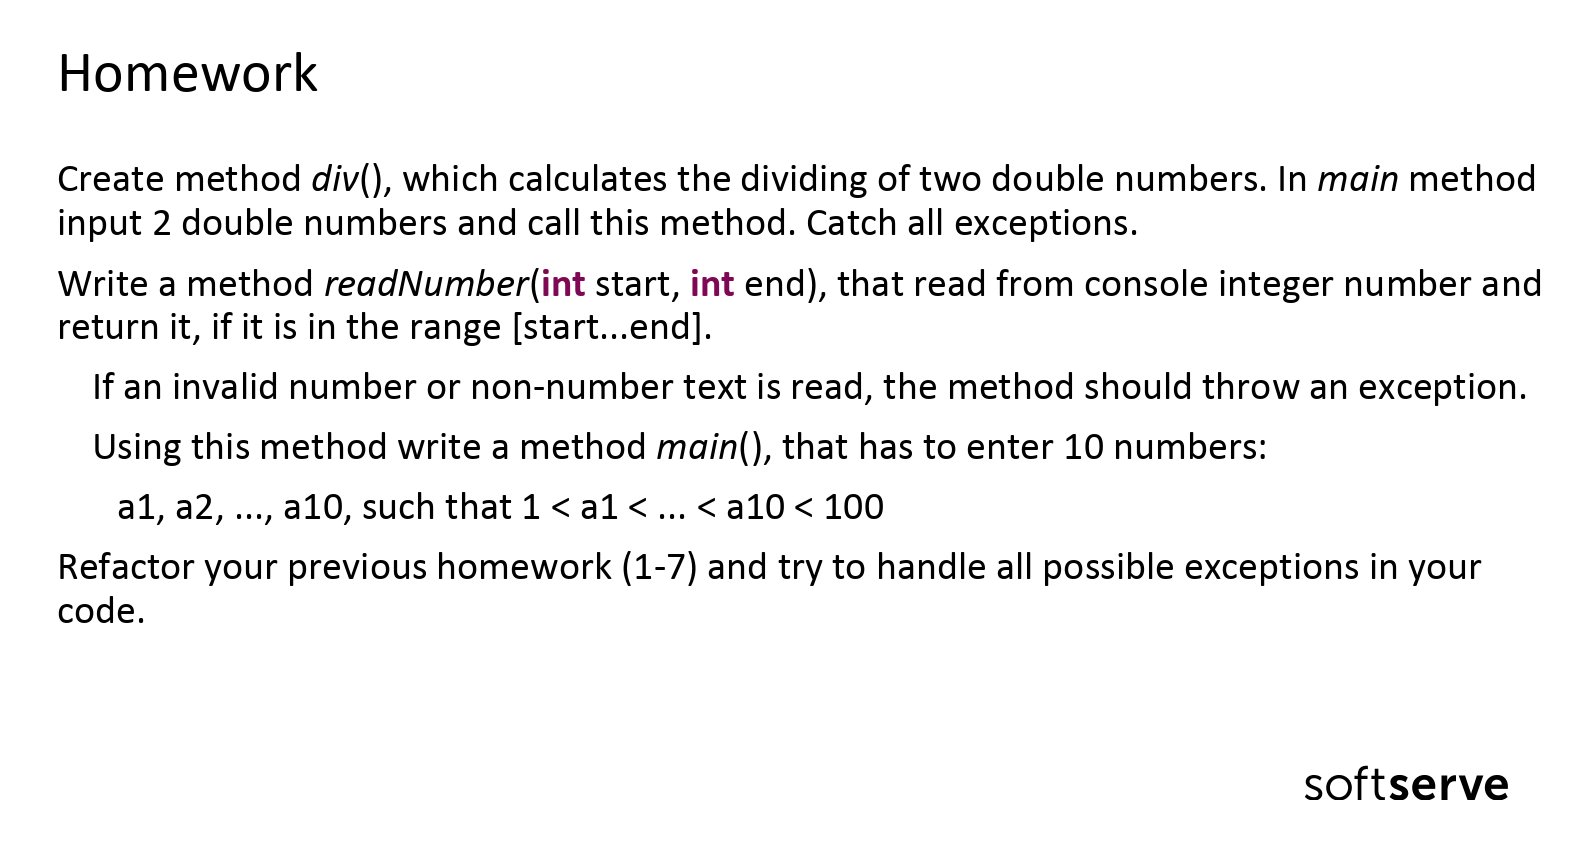 Homework
Create method div(), which calculates the dividing of two double numbers. In main method
input 2 double numbers and call this method. Catch all exceptions.
Write a method readNumber(int start, int end), that read from console integer number and
return it, if it is in the range [start...end].
If an invalid number or non-number text is read, the method should throw an exception.
Using this method write a method main(), that has to enter 10 numbers:
a1, a2, ..., a10, such that 1 < a1 < ... < a10 < 100
Refactor your previous homework (1-7) and try to handle all possible exceptions in your
code.
softserve